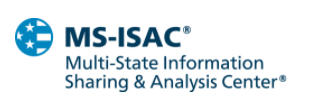 MS-ISAC®
Multi-State Information
Sharing & Analysis Center®